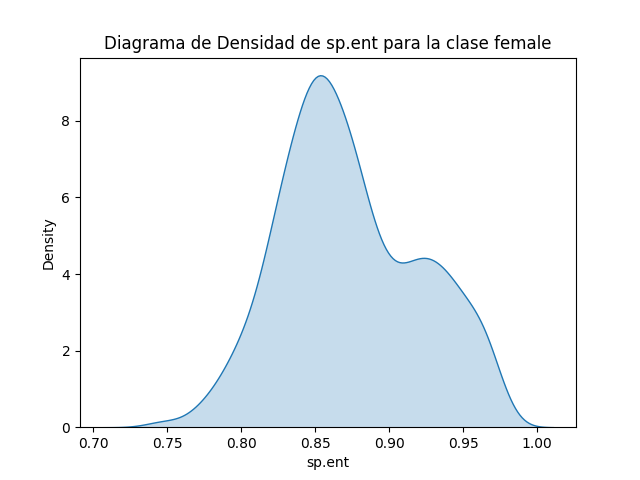 Diagrama de Densidad de sp.ent para la clase female
8
6
4
2
0
Density
0.70 0.75 0.80 0.85 0.90 0.95 1.00
sp.ent